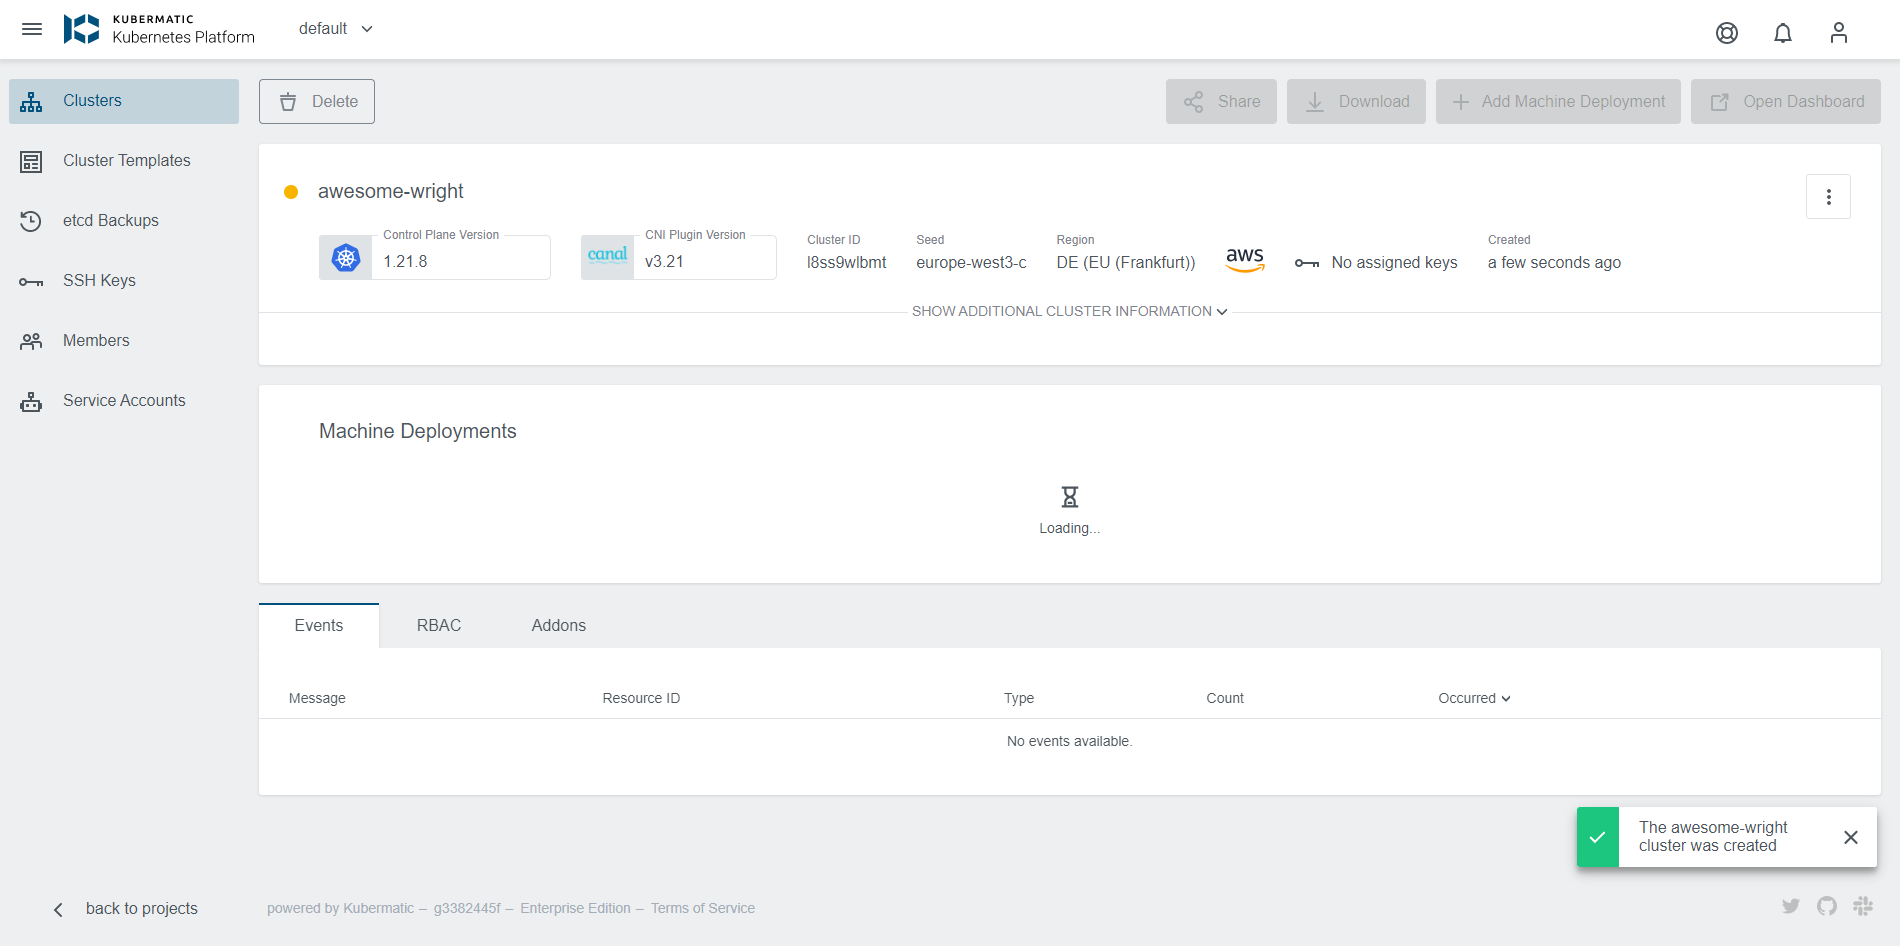 KUBERMATIC
Kubernetes Platform
default
Clusters
Cluster Templates
etcd Backups
SSH Keys
Members
Service Accounts
Delete
Share
Download
Add Machine Deployment
Open Dashboard
awesome-wright
Control Plane Version
1.21.8
canal
CNI Plugin Version
v3.21
Cluster ID
l8ss9wlbmt
Seed
europe-west3-c
Region
DE (EU (Frankfurt))
aws
No assigned keys
Created
a few seconds ago
SHOW ADDITIONAL CLUSTER INFORMATION
Machine Deployments
Loading...
Events RBAC Addons
Message Resource ID Type Count Occurred
No events available.
The awesome-wright
cluster was created
back to projects
powered by Kubermatic – g3382445f – Enterprise Edition – Terms of Service